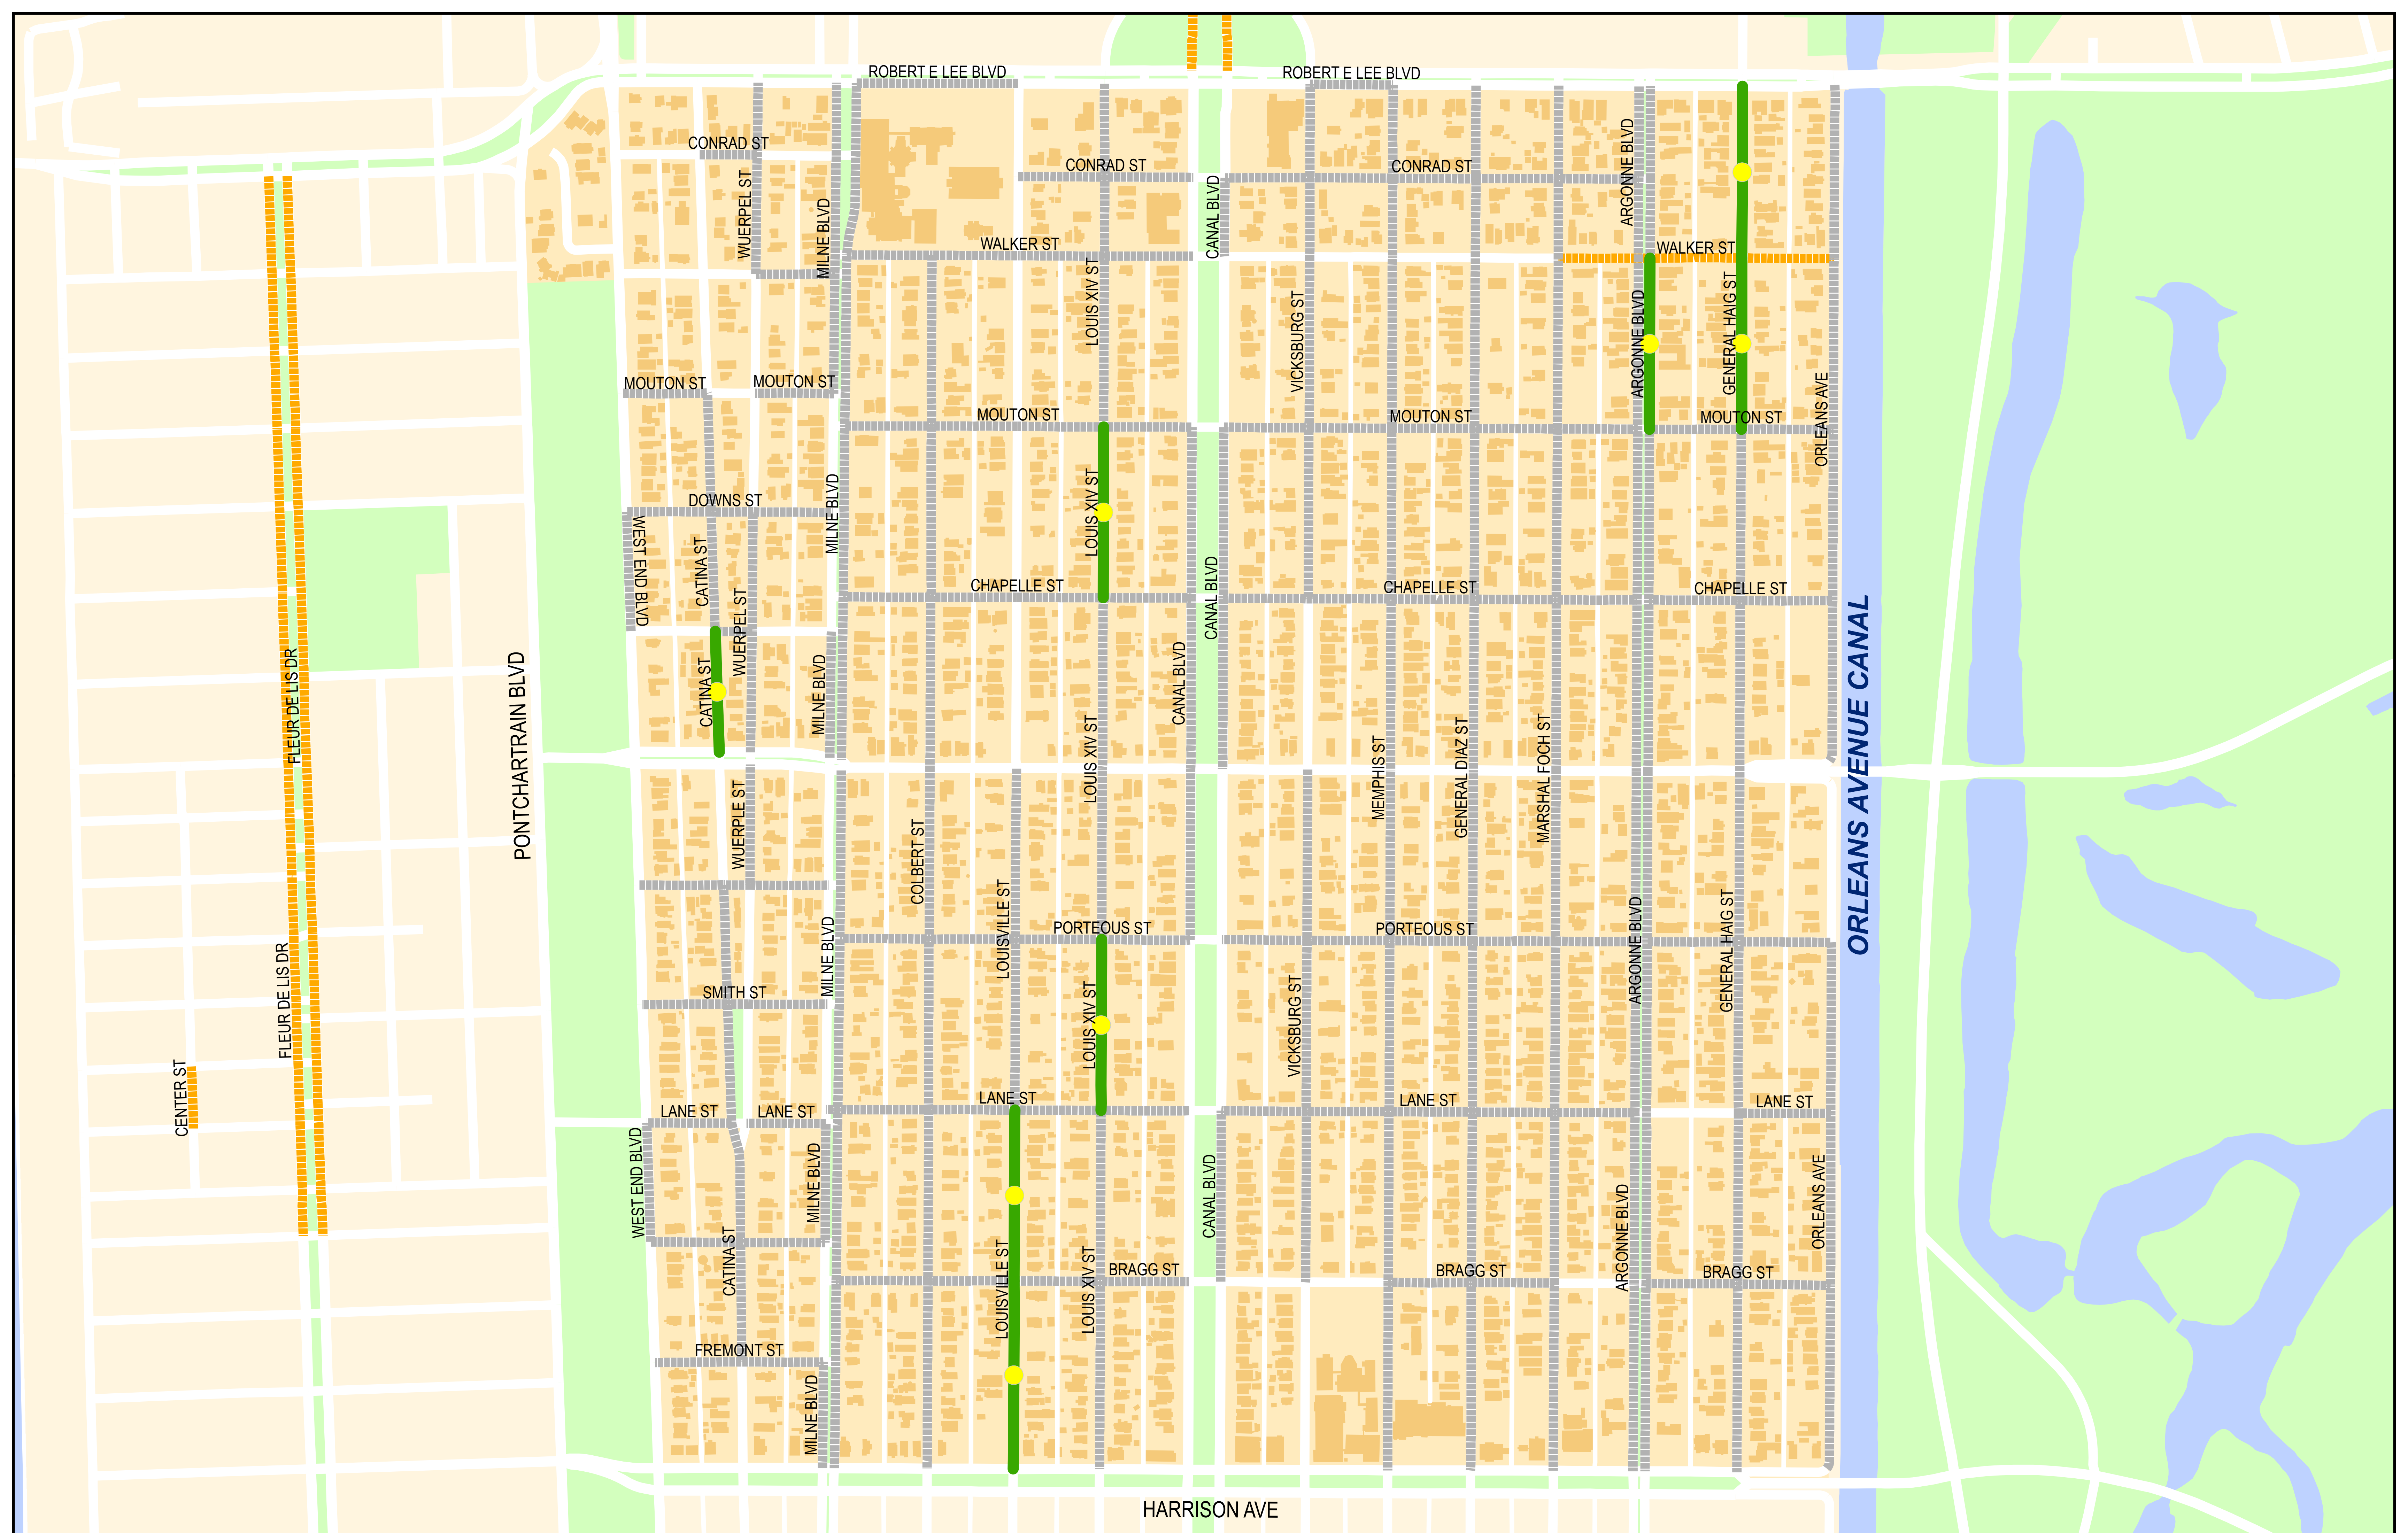 ROBERT E LEE BLVD
ROBERT E LEE BLVD
CONRAD ST
CONRAD ST
CONRAD ST
ARGONNE BLVD
WUERPEL ST
MILNE BLVD
CANAL BLVD
WALKER ST
WALKER ST
LOUIS XIV ST
VICKSBURG ST
ARGONNE BLVD
GENERAL HAIG ST
ORLEANS AVE
MOUTON ST
MOUTON ST
MOUTON ST
MOUTON ST
MOUTON ST
DOWNS ST
MILNE BLVD
LOUIS XIV ST
WEST END BLVD
CATINA ST
CANAL BLVD
CHAPELLE ST
CHAPELLE ST
CHAPELLE ST
WUERPEL ST
ORLEANS AVENUE CANAL
FLEUR DE LIS DR
PONTCHARTRAIN BLVD
CATINA ST
MILNE BLVD
CANAL BLVD
LOUIS XIV ST
MEMPHIS ST
GENERAL DIAZ ST
MARSHAL FOCH ST
WUERPLE ST
COLBERT ST
LOUISVILLE ST
PORTEOUS ST
PORTEOUS ST
ARGONNE BLVD
GENERAL HAIG ST
MILNE BLVD
FLEUR DE LIS DR
SMITH ST
LOUIS XIV ST
VICKSBURG ST
CENTER ST
LANE ST
LANE ST
LANE ST
LANE ST
LANE ST
WEST END BLVD
MILNE BLVD
CANAL BLVD
ARGONNE BLVD
ORLEANS AVE
CATINA ST
LOUISVILLE ST
LOUIS XIV ST
BRAGG ST
BRAGG ST
BRAGG ST
FREMONT ST
MILNE BLVD
HARRISON AVE